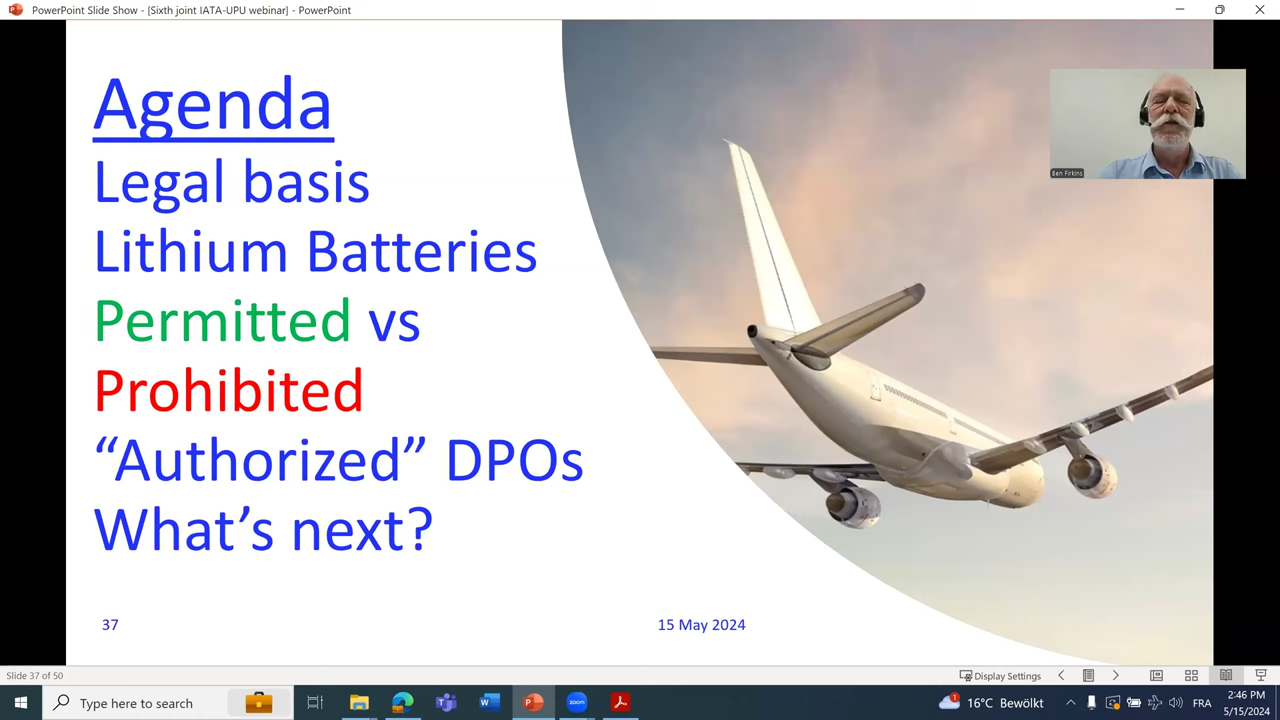 PowerPoint Slide Show - [Sixth joint IATA-UPU webinar] - PowerPoint
Agenda
Legal basis
Lithium Batteries
Permitted vs
Prohibited
“Authorized” DPOs
What’s next?
37
15 May 2024
Ben Firkins
Slide 37 of 50
Display Settings
Type here to search
zoom
1
16°C Bewölkt
FRA
2:46 PM
5/15/2024